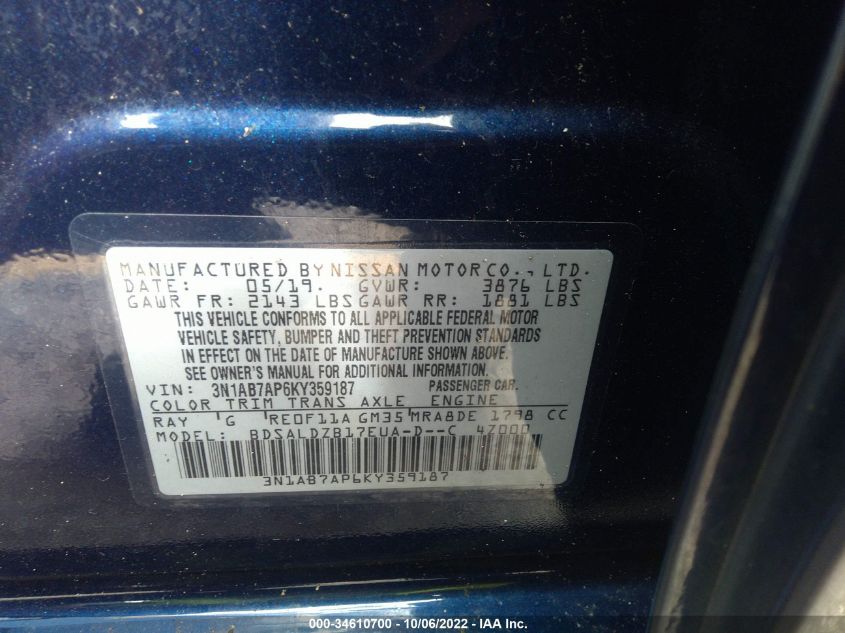 MANUFACTURED BY NISSAN MOTOR CO., LTD.
DATE: 05/19. GVWR: 3876 LBS
GAWR FR: 2143 LBS GAWR RR: 1881 LBS
THIS VEHICLE CONFORMS TO ALL APPLICABLE FEDERAL MOTOR
VEHICLE SAFETY, BUMPER AND THEFT PREVENTION STANDARDS
IN EFFECT ON THE DATE OF MANUFACTURE SHOWN ABOVE.
SEE OWNER'S MANUAL FOR ADDITIONAL INFORMATION.
VIN: 3N1AB7AP6KY359187 PASSENGER CAR.
COLOR TRIM TRANS AXLE ENGINE
RAY G RE0F11A GM35 MRA8DE 1798 CC
MODEL: BDSALDZB17EUA-D--C 4Z000
3N1AB7AP6KY359187
000-34610700 - 10/06/2022 - IAA Inc.